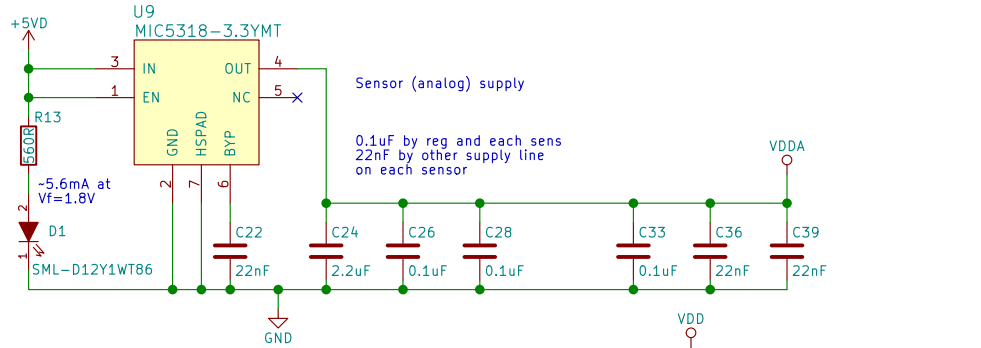 U9
MIC5318-3.3YMT
+5VD
3
IN
OUT
4
1
EN
NC
5
GND
HSPAD
BYP
2
7
6
Sensor (analog) supply
0.1uF by reg and each sens
22nF by other supply line
on each sensor
R13
560R
~5.6mA at
Vf=1.8V
2
D1
1
SML-D12Y1WT86
VDDA
C22
22nF
C24
2.2uF
C26
0.1uF
C28
0.1uF
C33
0.1uF
C36
22nF
C39
22nF
GND
VDD